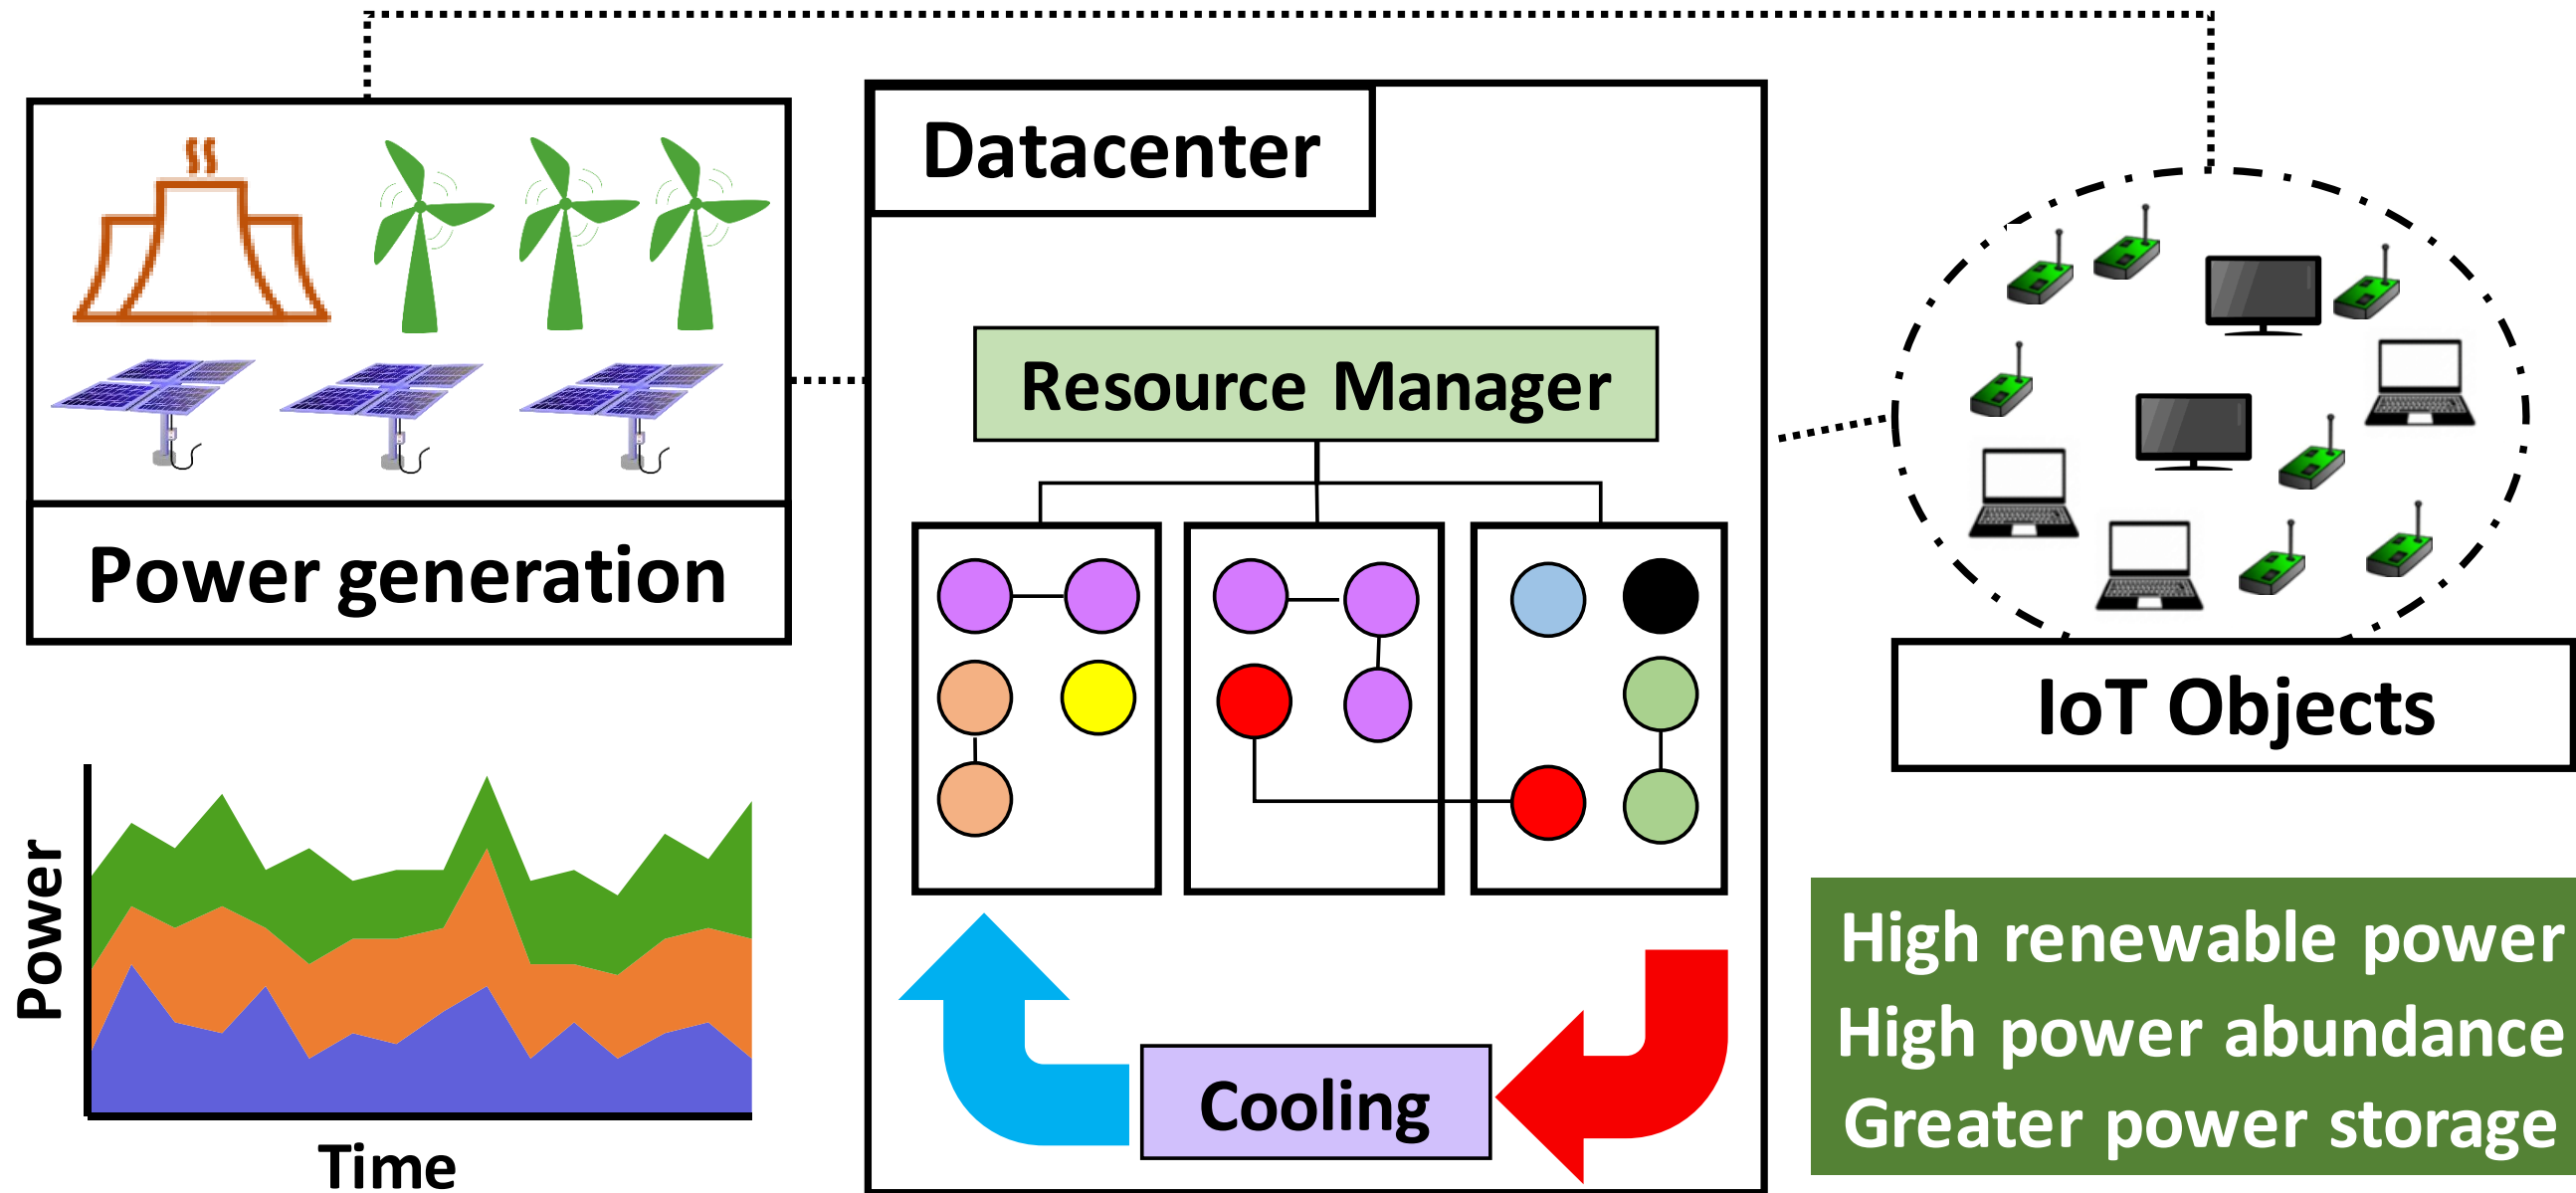 Datacenter
Resource Manager
Power generation
IoT Objects
Power
Time
Cooling
High renewable power
High power abundance
Greater power storage